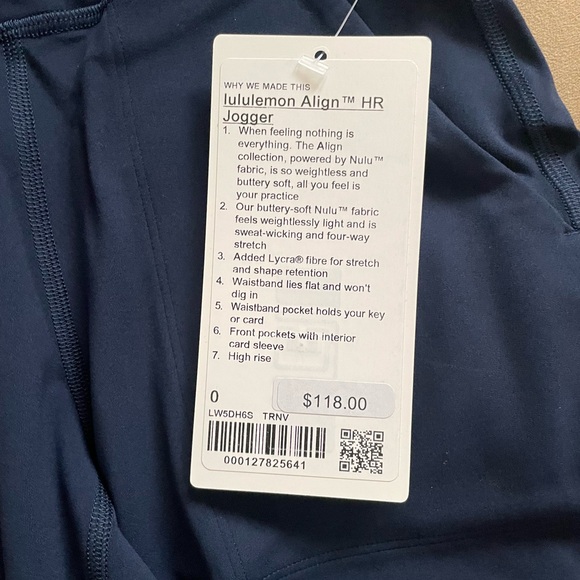 WHY WE MADE THIS
lululemon Align™ HR
Jogger
1. When feeling nothing is
everything. The Align
collection, powered by Nulu™
fabric, is so weightless and
buttery soft, all you feel is
your practice
2. Our buttery-soft Nulu™ fabric
feels weightlessly light and is
sweat-wicking and four-way
stretch
3. Added Lycra® fibre for stretch
and shape retention
4. Waistband lies flat and won't
dig in
5. Waistband pocket holds your key
or card
6. Front pockets with interior
card sleeve
7. High rise
0
$118.00
LW5DH6S TRNV
000127825641